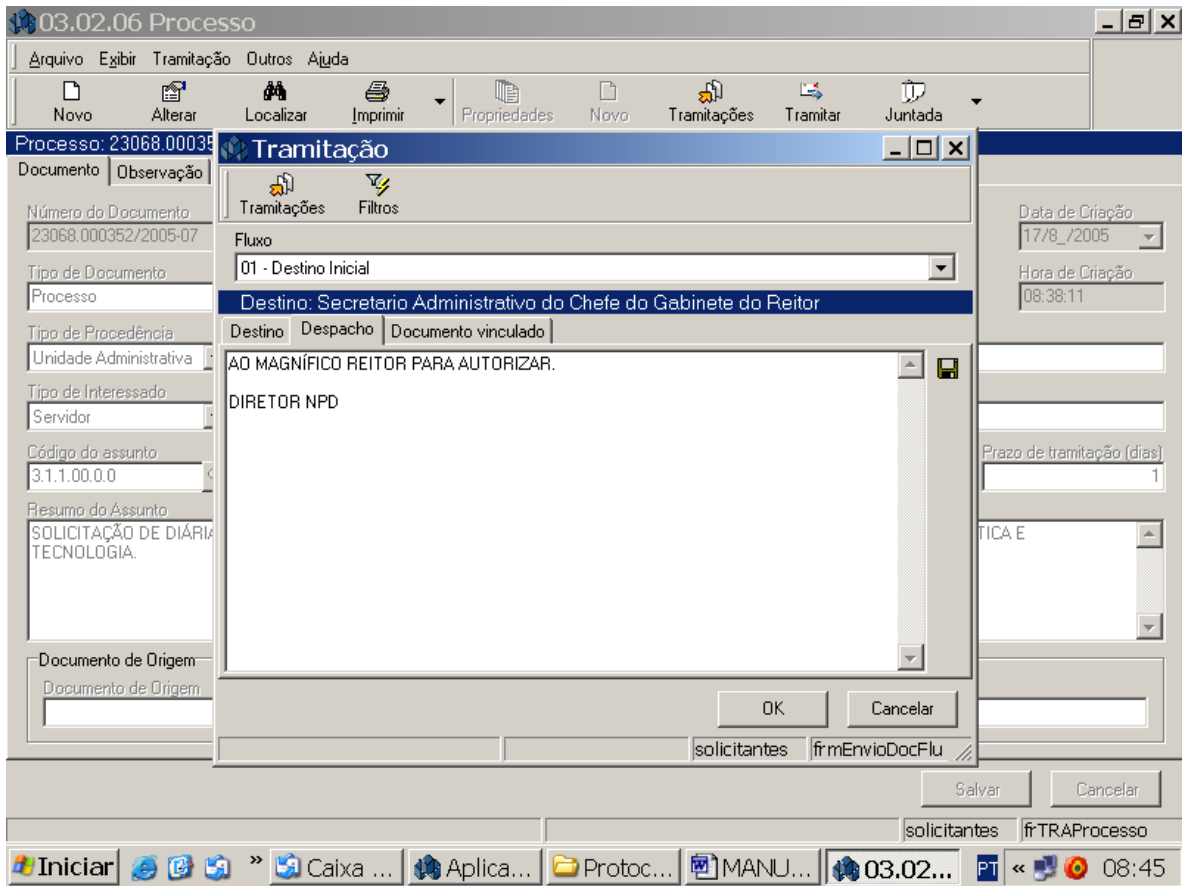 03.02.06 Processo
Arquivo Exibir Tramitação Outros Ajuda
Novo Alterar Localizar Imprimir Propriedades Novo Tramitações Tramitar Juntada
Processo: 23068.00035
Documento Observação
Número do Documento
23068.000352/2005-07
Tipo de Documento
Processo
Tipo de Procedência
Unidade Administrativa
Tipo de Interessado
Servidor
Código do assunto
3.1.1.00.0.0
Resumo do Assunto
SOLICITAÇÃO DE DIÁRIA
TECNOLOGIA.
Documento de Origem
Documento de Origem
Tramitação
Tramitações Filtros
Fluxo
01 - Destino Inicial
Destino: Secretario Administrativo do Chefe do Gabinete do Reitor
Destino Despacho Documento vinculado
AO MAGNÍFICO REITOR PARA AUTORIZAR.
DIRETOR NPD
OK Cancelar
solicitantes frmEnvioDocFlu
Data de Criação
17/8_/2005
Hora de Criação
08:38:11
Prazo de tramitação (dias)
1
TICA E
Salvar Cancelar
solicitantes frTRAProcesso
Iniciar » Caixa ... Aplica... Protoc... MANU... 03.02... PT « 08:45